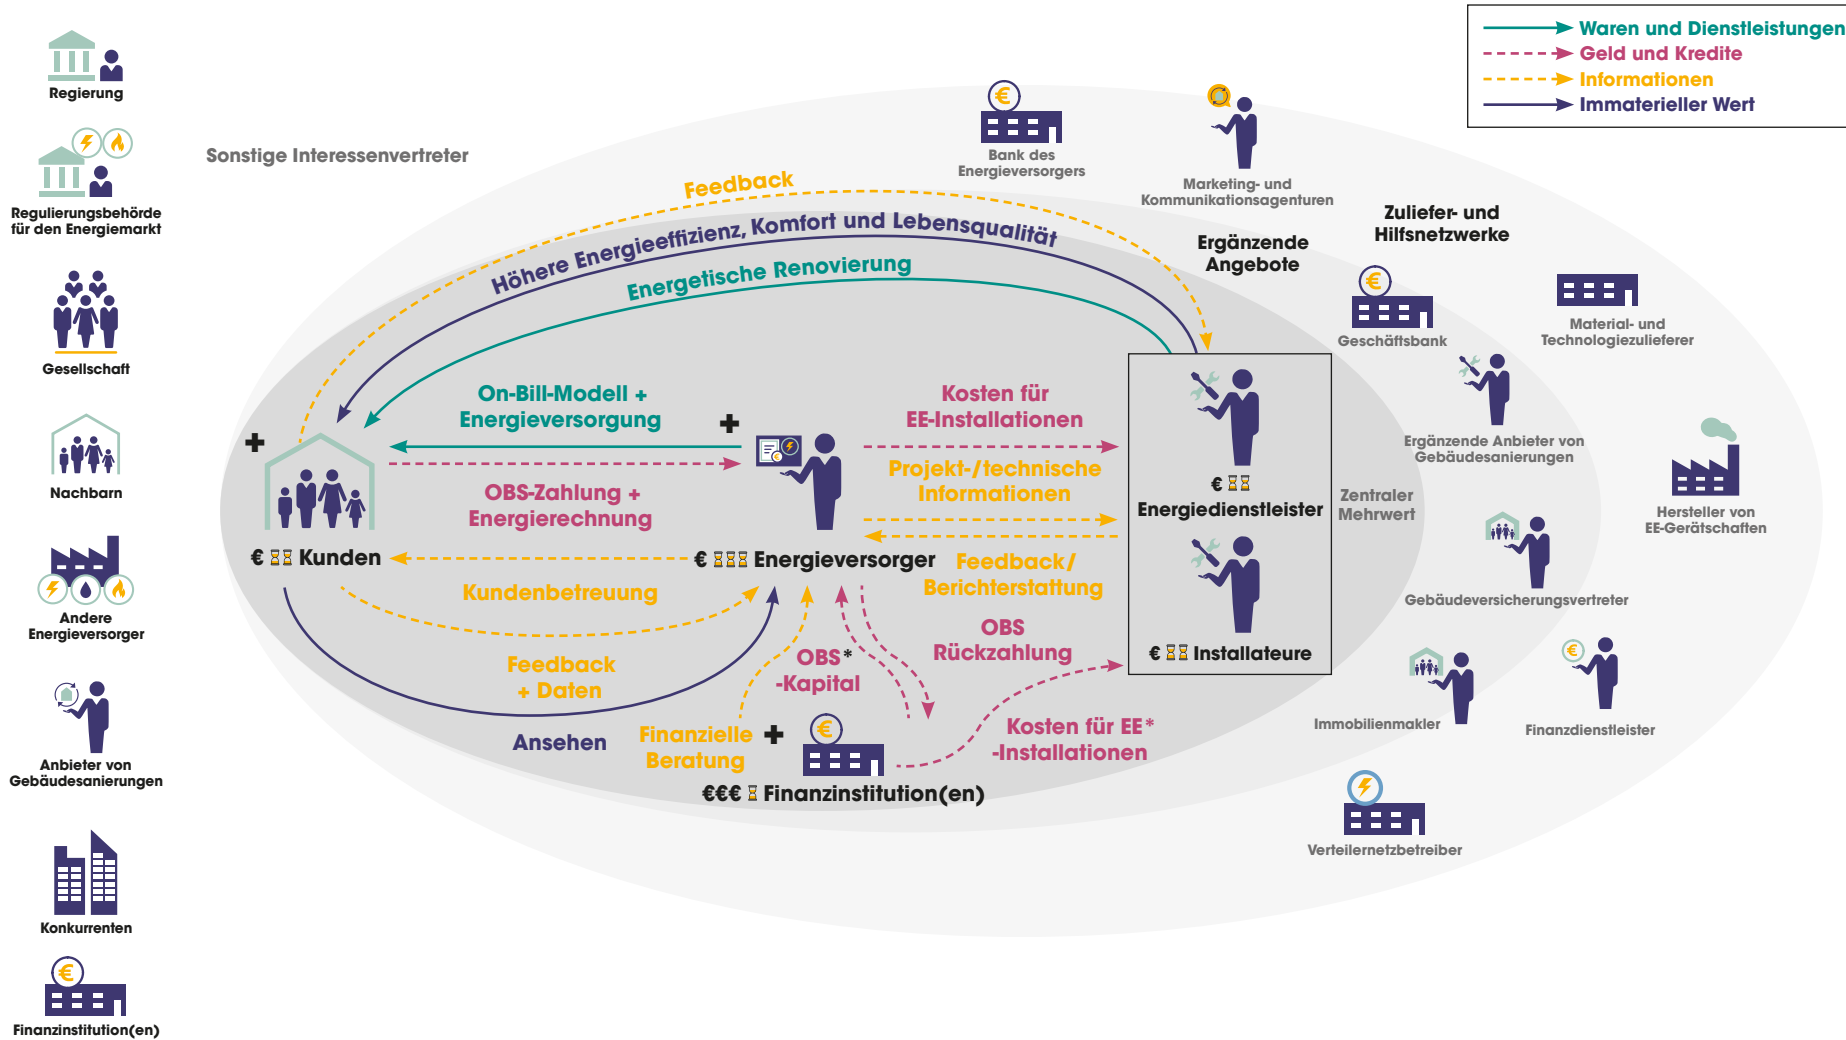 Waren und Dienstleistungen
Geld und Kredite
Informationen
Immaterieller Wert
Regierung
Regulierungsbehörde
für den Energiemarkt
Gesellschaft
Nachbarn
Andere
Energieversorger
Anbieter von
Gebäudesanierungen
Konkurrenten
€
Finanzinstitution(en)
Sonstige Interessenvertreter
€
Bank des
Energieversorgers
Marketing- und
Kommunikationsagenturen
Zuliefer- und
Hilfsnetzwerke
Ergänzende
Angebote
€
Geschäftsbank
Material- und
Technologiezulieferer
Ergänzende Anbieter von
Gebäudesanierungen
Hersteller von
EE-Gerätschaften
Zentraler
Mehrwert
Gebäudeversicherungsvertreter
Immobilienmakler
€
Finanzdienstleister
Verteilernetzbetreiber
Feedback
Höhere Energieeffizienz, Komfort und Lebensqualität
Energetische Renovierung
On-Bill-Modell +
Energieversorgung
+
+
OBS-Zahlung +
Energierechnung
Kosten für
EE-Installationen
Projekt-/technische
Informationen
€ Energiedienstleister
€ Kunden
€ Energieversorger
Feedback/
Berichterstattung
Kundenbetreuung
Feedback
+ Daten
Ansehen
OBS*
-Kapital
OBS
Rückzahlung
€ Installateure
Finanzielle
Beratung
+
€
Kosten für EE*
-Installationen
€€€ Finanzinstitution(en)